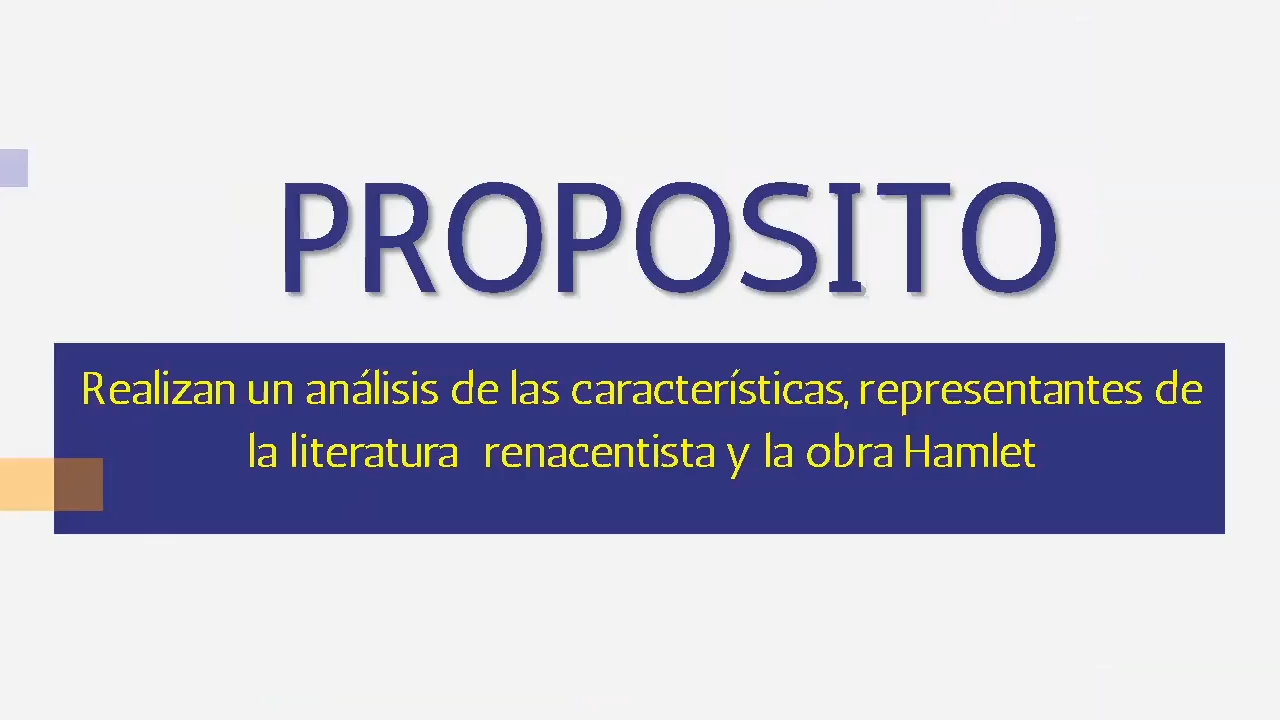 PROPOSITO
Realizan un análisis de las características, representantes de
la literatura renacentista y la obra Hamlet